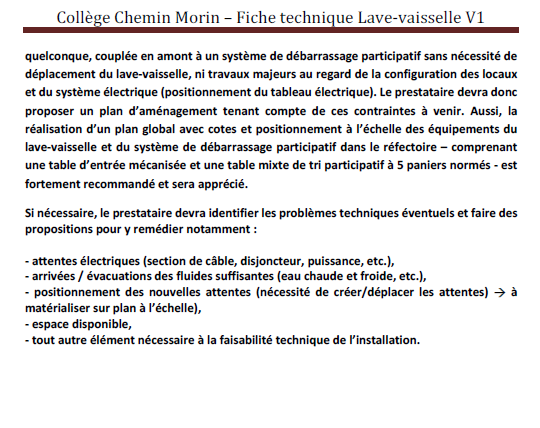 Collège Chemin Morin – Fiche technique Lave-vaisselle V1
quelconque, couplée en amont à un système de débarrassage participatif sans nécessité de
déplacement du lave-vaisselle, ni travaux majeurs au regard de la configuration des locaux
et du système électrique (positionnement du tableau électrique). Le prestataire devra donc
proposer un plan d’aménagement tenant compte de ces contraintes à venir. Aussi, la
réalisation d’un plan global avec cotes et positionnement à l’échelle des équipements du
lave-vaisselle et du système de débarrassage participatif dans le réfectoire – comprenant
une table d’entrée mécanisée et une table mixte de tri participatif à 5 paniers normés - est
fortement recommandé et sera apprécié.
Si nécessaire, le prestataire devra identifier les problèmes techniques éventuels et faire des
propositions pour y remédier notamment :
- attentes électriques (section de câble, disjoncteur, puissance, etc.),
- arrivées / évacuations des fluides suffisantes (eau chaude et froide, etc.),
- positionnement des nouvelles attentes (nécessité de créer/déplacer les attentes) → à
matérialiser sur plan à l’échelle),
- espace disponible,
- tout autre élément nécessaire à la faisabilité technique de l’installation.